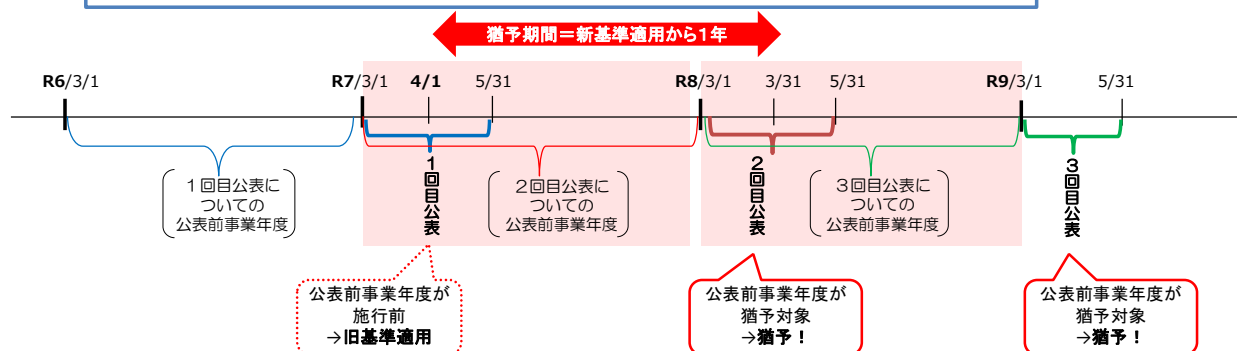 猶予期間＝新基準適用から1年
R6/3/1
R7/3/1
4/1
5/31
R8/3/1
3/31
5/31
R9/3/1
5/31
１回目公表に
ついての
公表前事業年度
1回目公表
２回目公表に
ついての
公表前事業年度
2回目公表
３回目公表に
ついての
公表前事業年度
3回目公表
公表前事業年度が
施行前
→旧基準適用
公表前事業年度が
猶予対象
→猶予！
公表前事業年度が
猶予対象
→猶予！